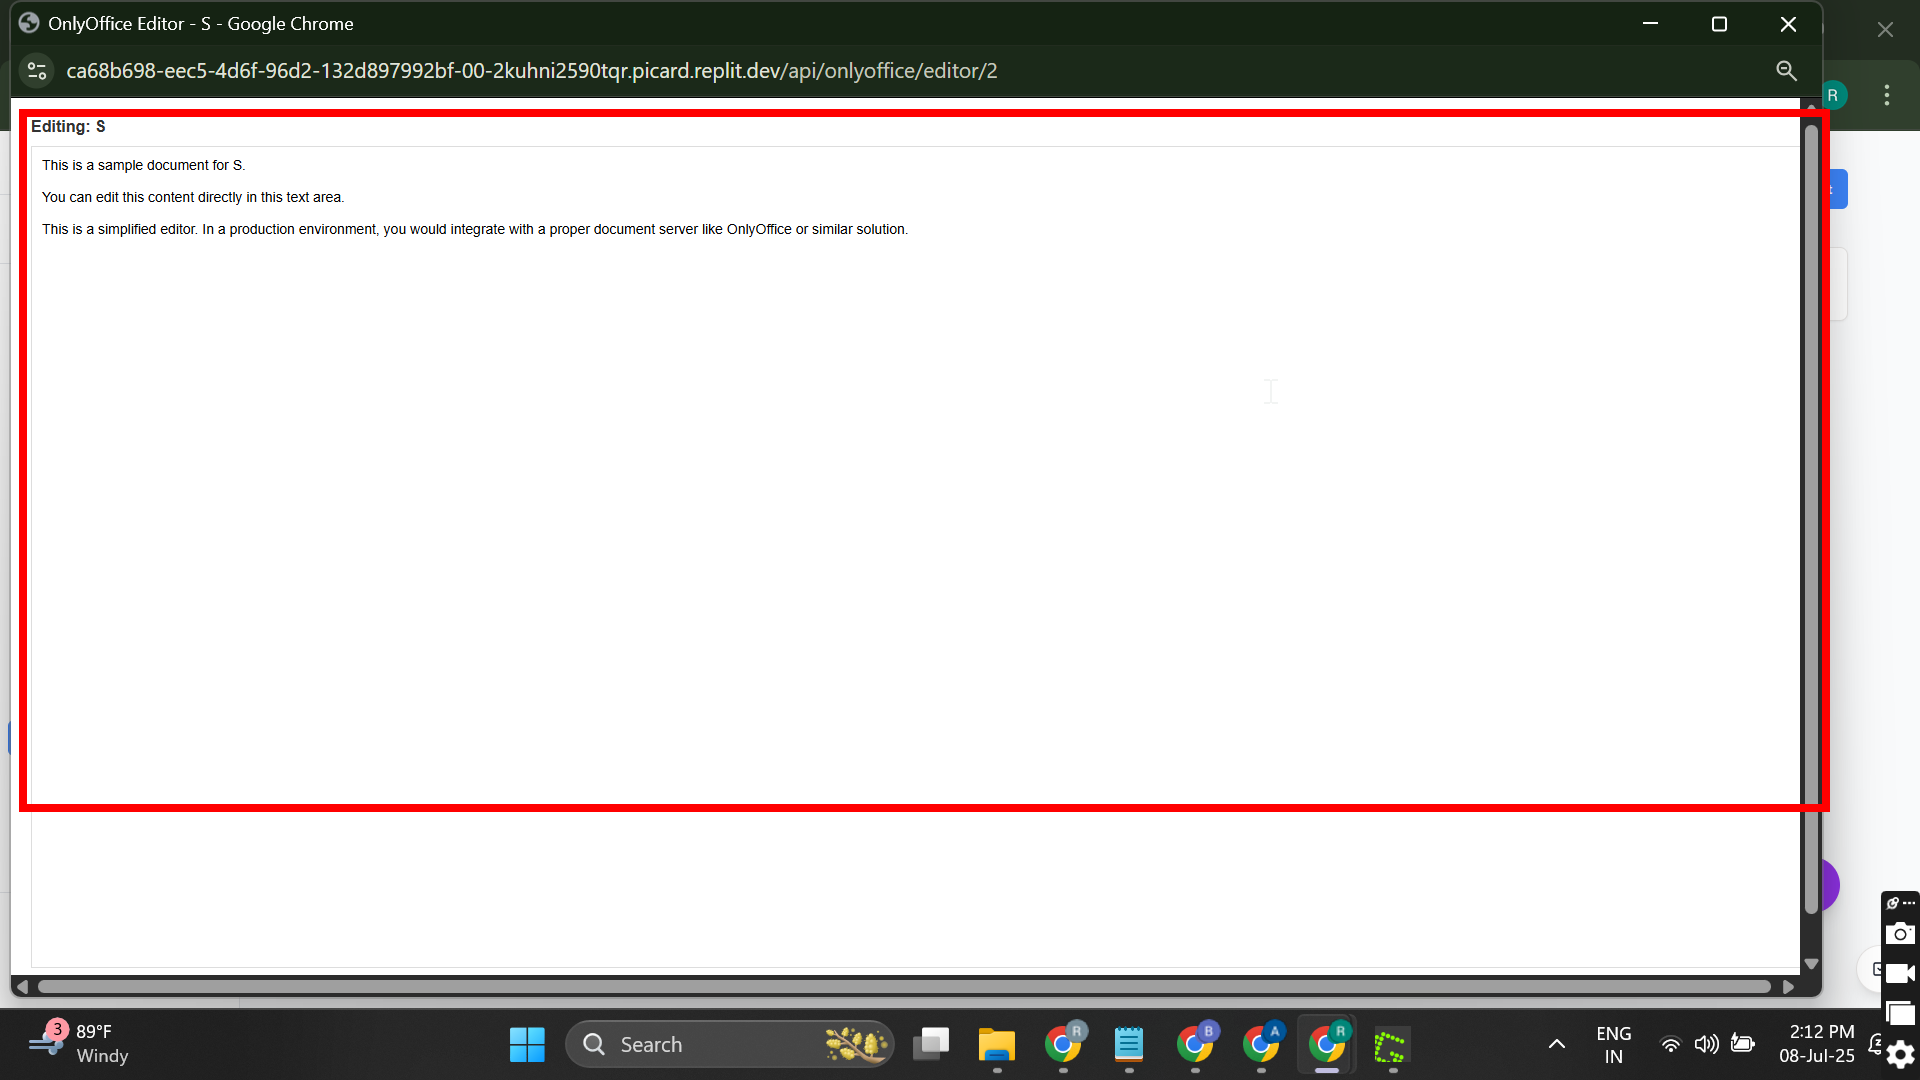 OnlyOffice Editor - S - Google Chrome
ca68b698-eec5-4d6f-96d2-132d897992bf-00-2kuhni2590tqr.picard.replit.dev/api/onlyoffice/editor/2
R
Editing: S
This is a sample document for S.
You can edit this content directly in this text area.
This is a simplified editor. In a production environment, you would integrate with a proper document server like OnlyOffice or similar solution.
3
89°F
Windy
Search
R
B
A
R
ENG
IN
2:12 PM
08-Jul-25